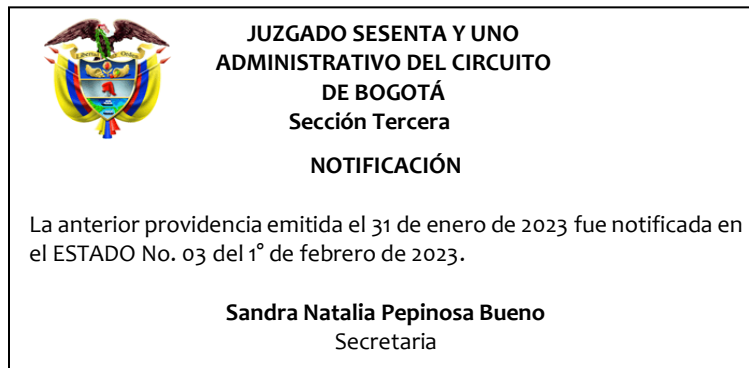 JUZGADO SESENTA Y UNO
ADMINISTRATIVO DEL CIRCUITO
DE BOGOTÁ
Sección Tercera
NOTIFICACIÓN
La anterior providencia emitida el 31 de enero de 2023 fue notificada en
el ESTADO No. 03 del 1° de febrero de 2023.
Sandra Natalia Pepinosa Bueno
Secretaria